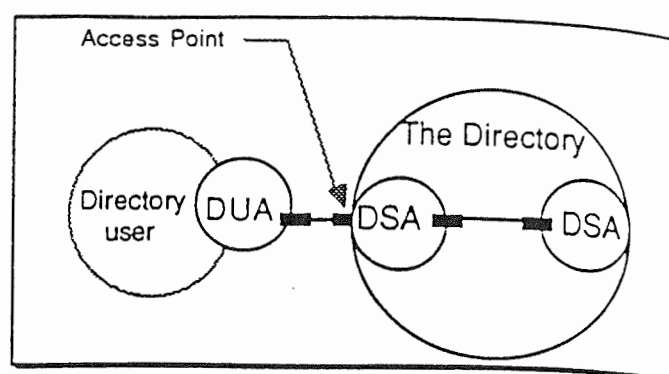 Access Point
The Directory
Directory
user
DUA
DSA
DSA